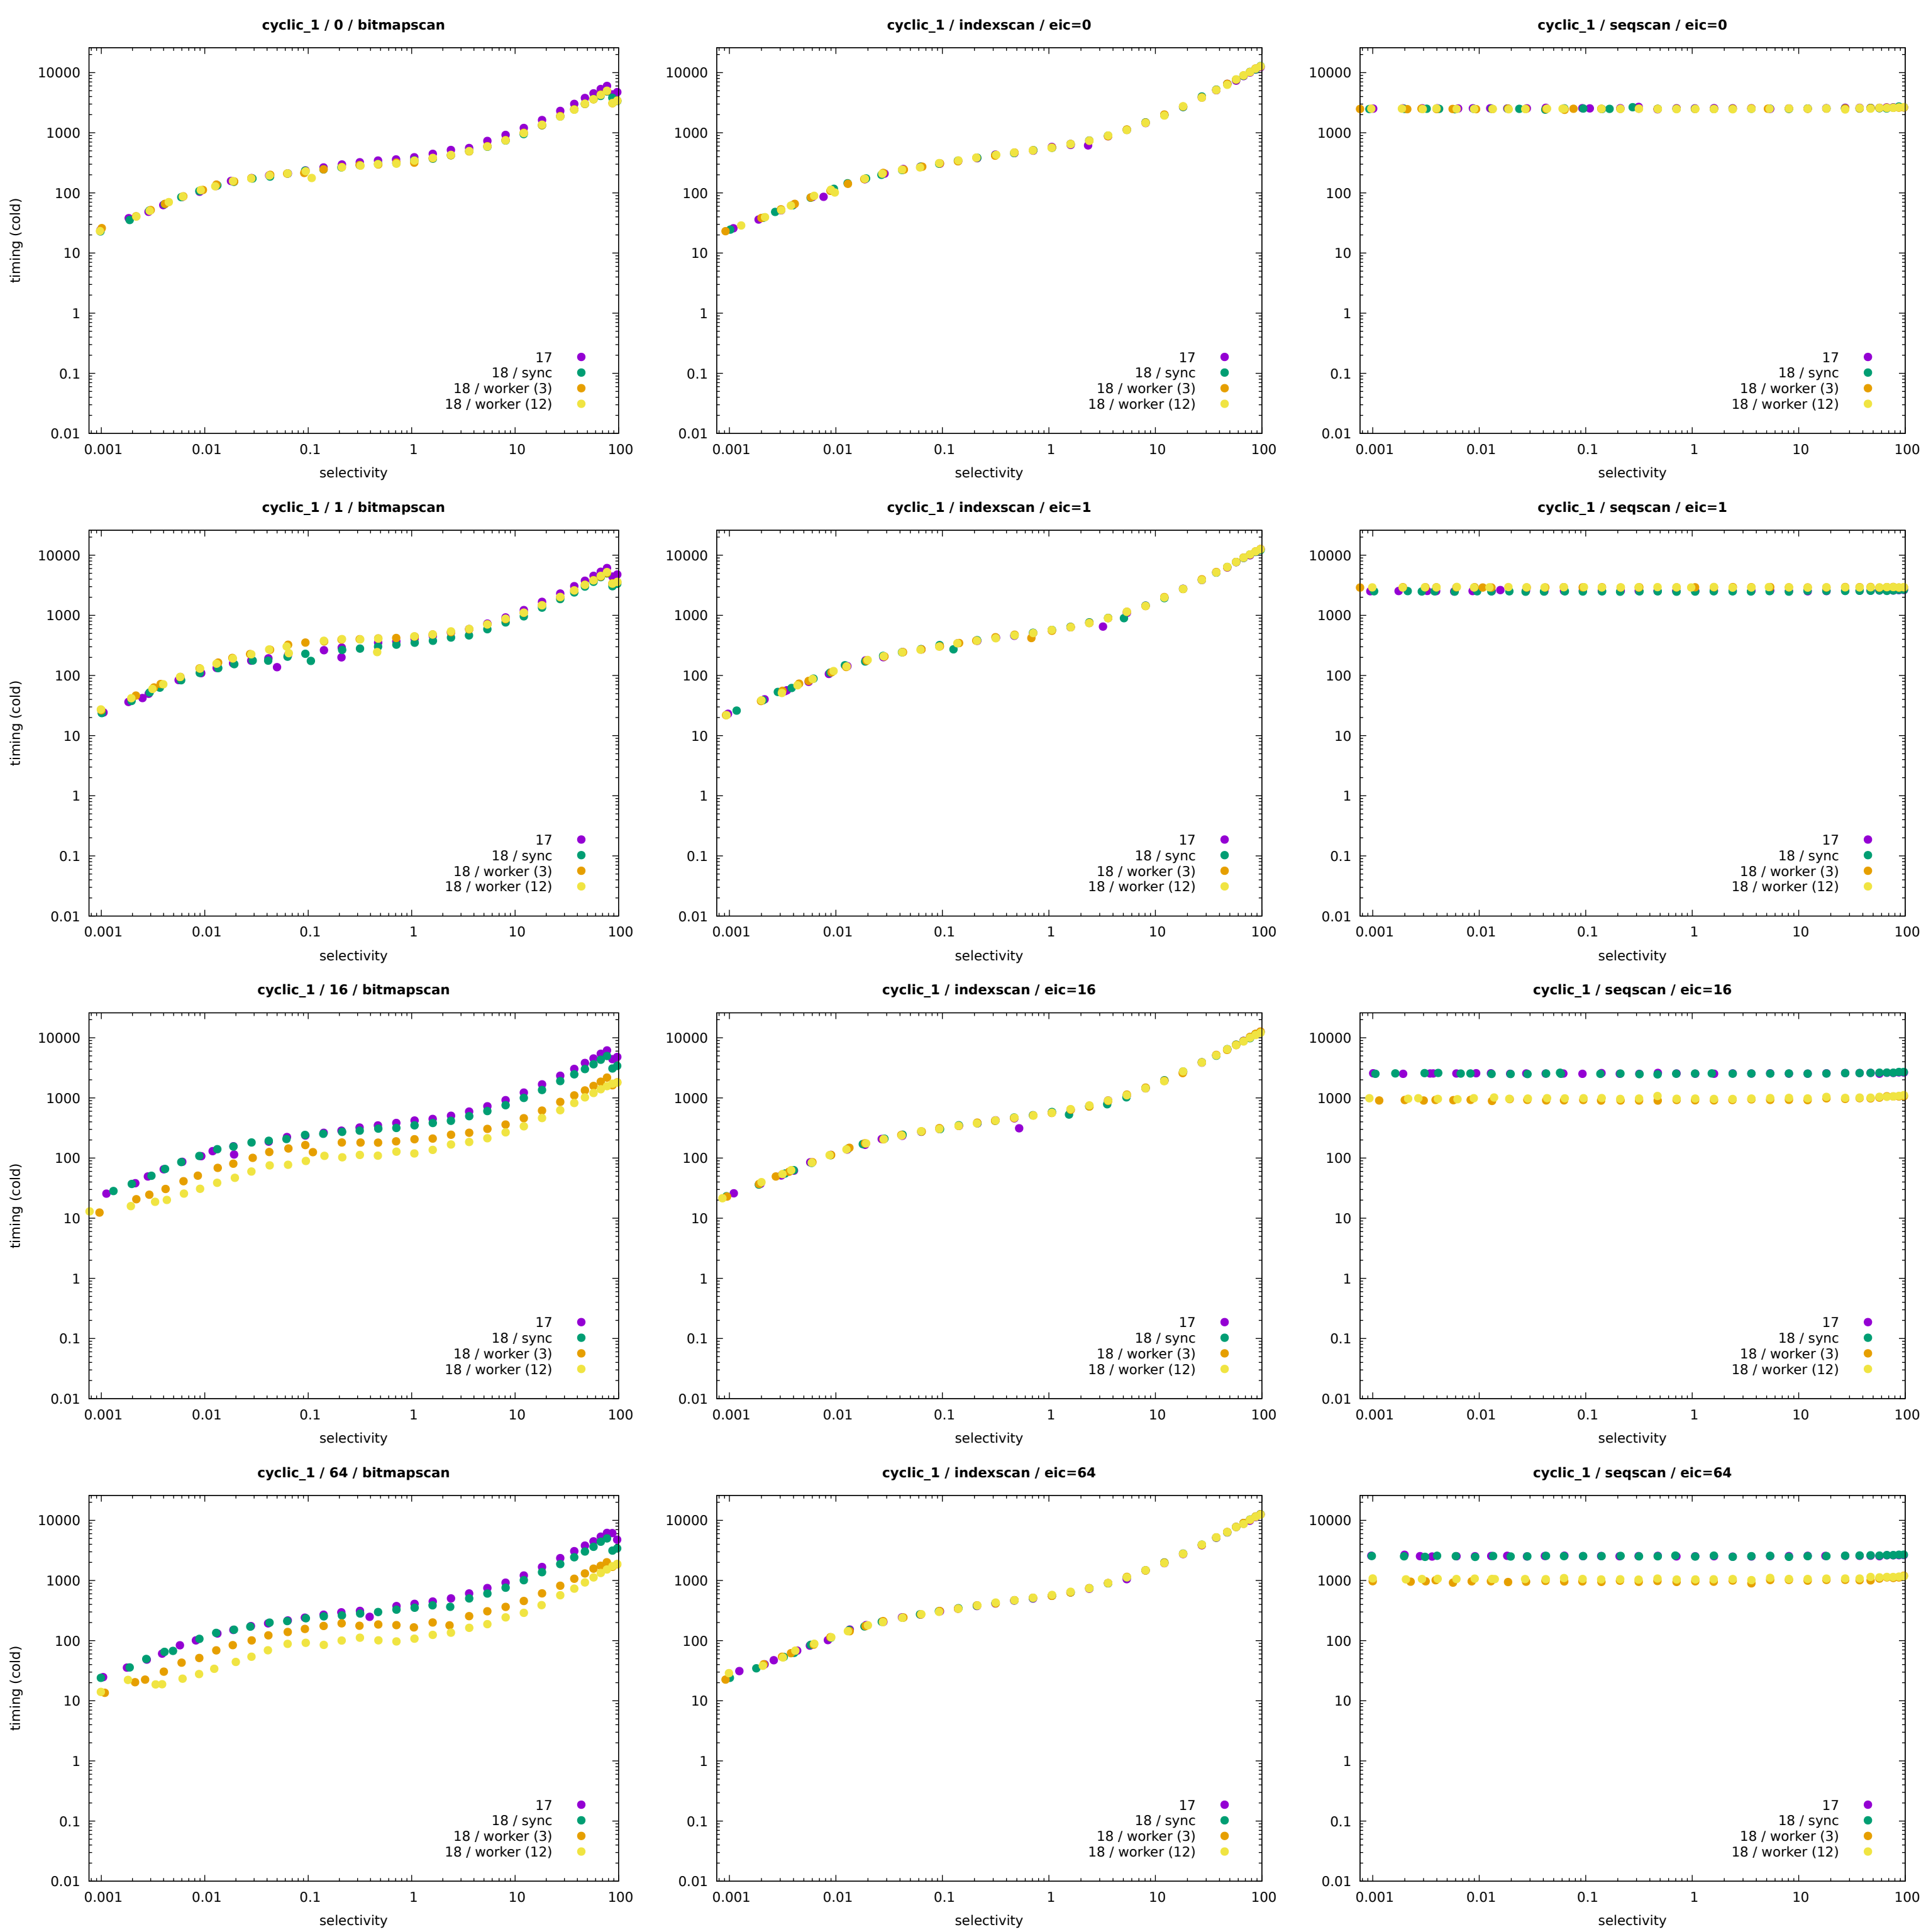 cyclic_1 / 0 / bitmapscan
timing (cold)
10000
1000
100
10
1
0.1
0.01
17
18 / sync
18 / worker (3)
18 / worker (12)
0.001 0.01 0.1 1 10 100
selectivity
cyclic_1 / indexscan / eic=0
10000
1000
100
10
1
0.1
0.01
17
18 / sync
18 / worker (3)
18 / worker (12)
0.001 0.01 0.1 1 10 100
selectivity
cyclic_1 / seqscan / eic=0
10000
1000
100
10
1
0.1
0.01
17
18 / sync
18 / worker (3)
18 / worker (12)
0.001 0.01 0.1 1 10 100
selectivity
cyclic_1 / 1 / bitmapscan
timing (cold)
10000
1000
100
10
1
0.1
0.01
17
18 / sync
18 / worker (3)
18 / worker (12)
0.001 0.01 0.1 1 10 100
selectivity
cyclic_1 / indexscan / eic=1
10000
1000
100
10
1
0.1
0.01
17
18 / sync
18 / worker (3)
18 / worker (12)
0.001 0.01 0.1 1 10 100
selectivity
cyclic_1 / seqscan / eic=1
10000
1000
100
10
1
0.1
0.01
17
18 / sync
18 / worker (3)
18 / worker (12)
0.001 0.01 0.1 1 10 100
selectivity
cyclic_1 / 16 / bitmapscan
timing (cold)
10000
1000
100
10
1
0.1
0.01
17
18 / sync
18 / worker (3)
18 / worker (12)
0.001 0.01 0.1 1 10 100
selectivity
cyclic_1 / indexscan / eic=16
10000
1000
100
10
1
0.1
0.01
17
18 / sync
18 / worker (3)
18 / worker (12)
0.001 0.01 0.1 1 10 100
selectivity
cyclic_1 / seqscan / eic=16
10000
1000
100
10
1
0.1
0.01
17
18 / sync
18 / worker (3)
18 / worker (12)
0.001 0.01 0.1 1 10 100
selectivity
cyclic_1 / 64 / bitmapscan
timing (cold)
10000
1000
100
10
1
0.1
0.01
17
18 / sync
18 / worker (3)
18 / worker (12)
0.001 0.01 0.1 1 10 100
selectivity
cyclic_1 / indexscan / eic=64
10000
1000
100
10
1
0.1
0.01
17
18 / sync
18 / worker (3)
18 / worker (12)
0.001 0.01 0.1 1 10 100
selectivity
cyclic_1 / seqscan / eic=64
10000
1000
100
10
1
0.1
0.01
17
18 / sync
18 / worker (3)
18 / worker (12)
0.001 0.01 0.1 1 10 100
selectivity